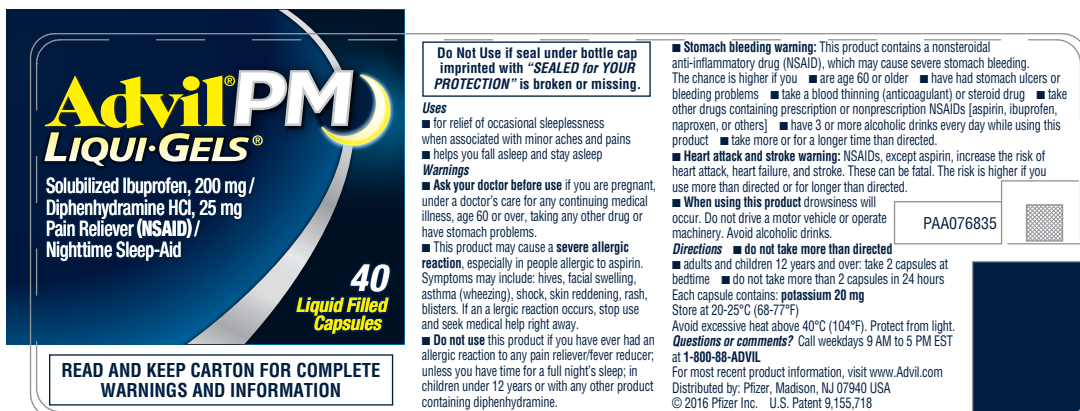 Advil® PM
LIQUI·GELS®
Solubilized Ibuprofen, 200 mg /
Diphenhydramine HCl, 25 mg
Pain Reliever (NSAID) /
Nighttime Sleep-Aid
40
Liquid Filled
Capsules
READ AND KEEP CARTON FOR COMPLETE
WARNINGS AND INFORMATION
Do Not Use if seal under bottle cap
imprinted with "SEALED for YOUR
PROTECTION" is broken or missing.
Uses
■ for relief of occasional sleeplessness
when associated with minor aches and pains
■ helps you fall asleep and stay asleep
Warnings
■ Ask your doctor before use if you are pregnant,
under a doctor's care for any continuing medical
illness, age 60 or over, taking any other drug or
have stomach problems.
■ This product may cause a severe allergic
reaction, especially in people allergic to aspirin.
Symptoms may include: hives, facial swelling,
asthma (wheezing), shock, skin reddening, rash,
blisters. If an a lergic reaction occurs, stop use
and seek medical help right away.
■ Do not use this product if you have ever had an
allergic reaction to any pain reliever/fever reducer;
unless you have time for a full night's sleep; in
children under 12 years or with any other product
containing diphenhydramine.
■ Stomach bleeding warning: This product contains a nonsteroidal
anti-inflammatory drug (NSAID), which may cause severe stomach bleeding.
The chance is higher if you ■ are age 60 or older ■ have had stomach ulcers or
bleeding problems ■ take a blood thinning (anticoagulant) or steroid drug ■ take
other drugs containing prescription or nonprescription NSAIDs [aspirin, ibuprofen,
naproxen, or others] ■ have 3 or more alcoholic drinks every day while using this
product ■ take more or for a longer time than directed.
■ Heart attack and stroke warning: NSAIDs, except aspirin, increase the risk of
heart attack, heart failure, and stroke. These can be fatal. The risk is higher if you
use more than directed or for longer than directed.
■ When using this product drowsiness will
occur. Do not drive a motor vehicle or operate
machinery. Avoid alcoholic drinks.
PAA076835
Directions ■ do not take more than directed
■ adults and children 12 years and over: take 2 capsules at
bedtime ■ do not take more than 2 capsules in 24 hours
Each capsule contains: potassium 20 mg
Store at 20-25°C (68-77°F)
Avoid excessive heat above 40°C (104°F). Protect from light.
Questions or comments? Call weekdays 9 AM to 5 PM EST
at 1-800-88-ADVIL
For most recent product information, visit www.Advil.com
Distributed by: Pfizer, Madison, NJ 07940 USA
© 2016 Pfizer Inc. U.S. Patent 9,155,718